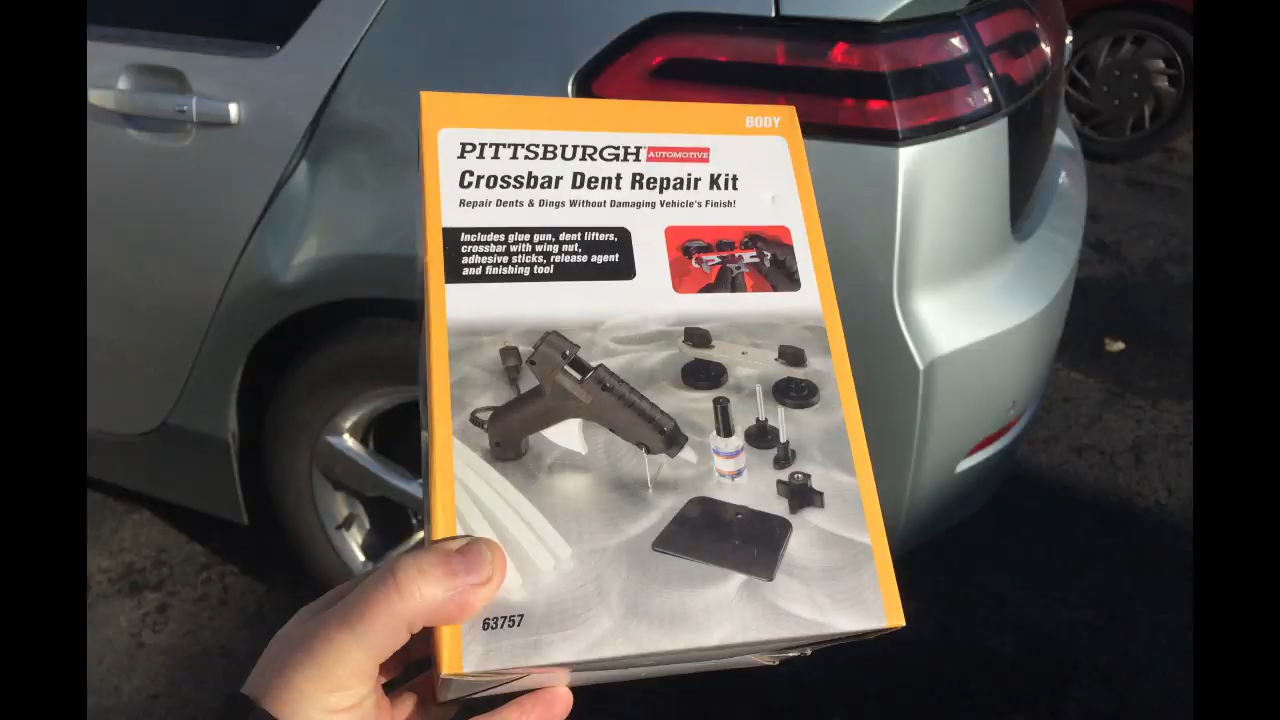 BODY
PITTSBURGH AUTOMOTIVE
Crossbar Dent Repair Kit
Repair Dents & Dings Without Damaging Vehicle's Finish!
Includes glue gun, dent lifters,
crossbar with wing nut,
adhesive sticks, release agent
and finishing tool
63757